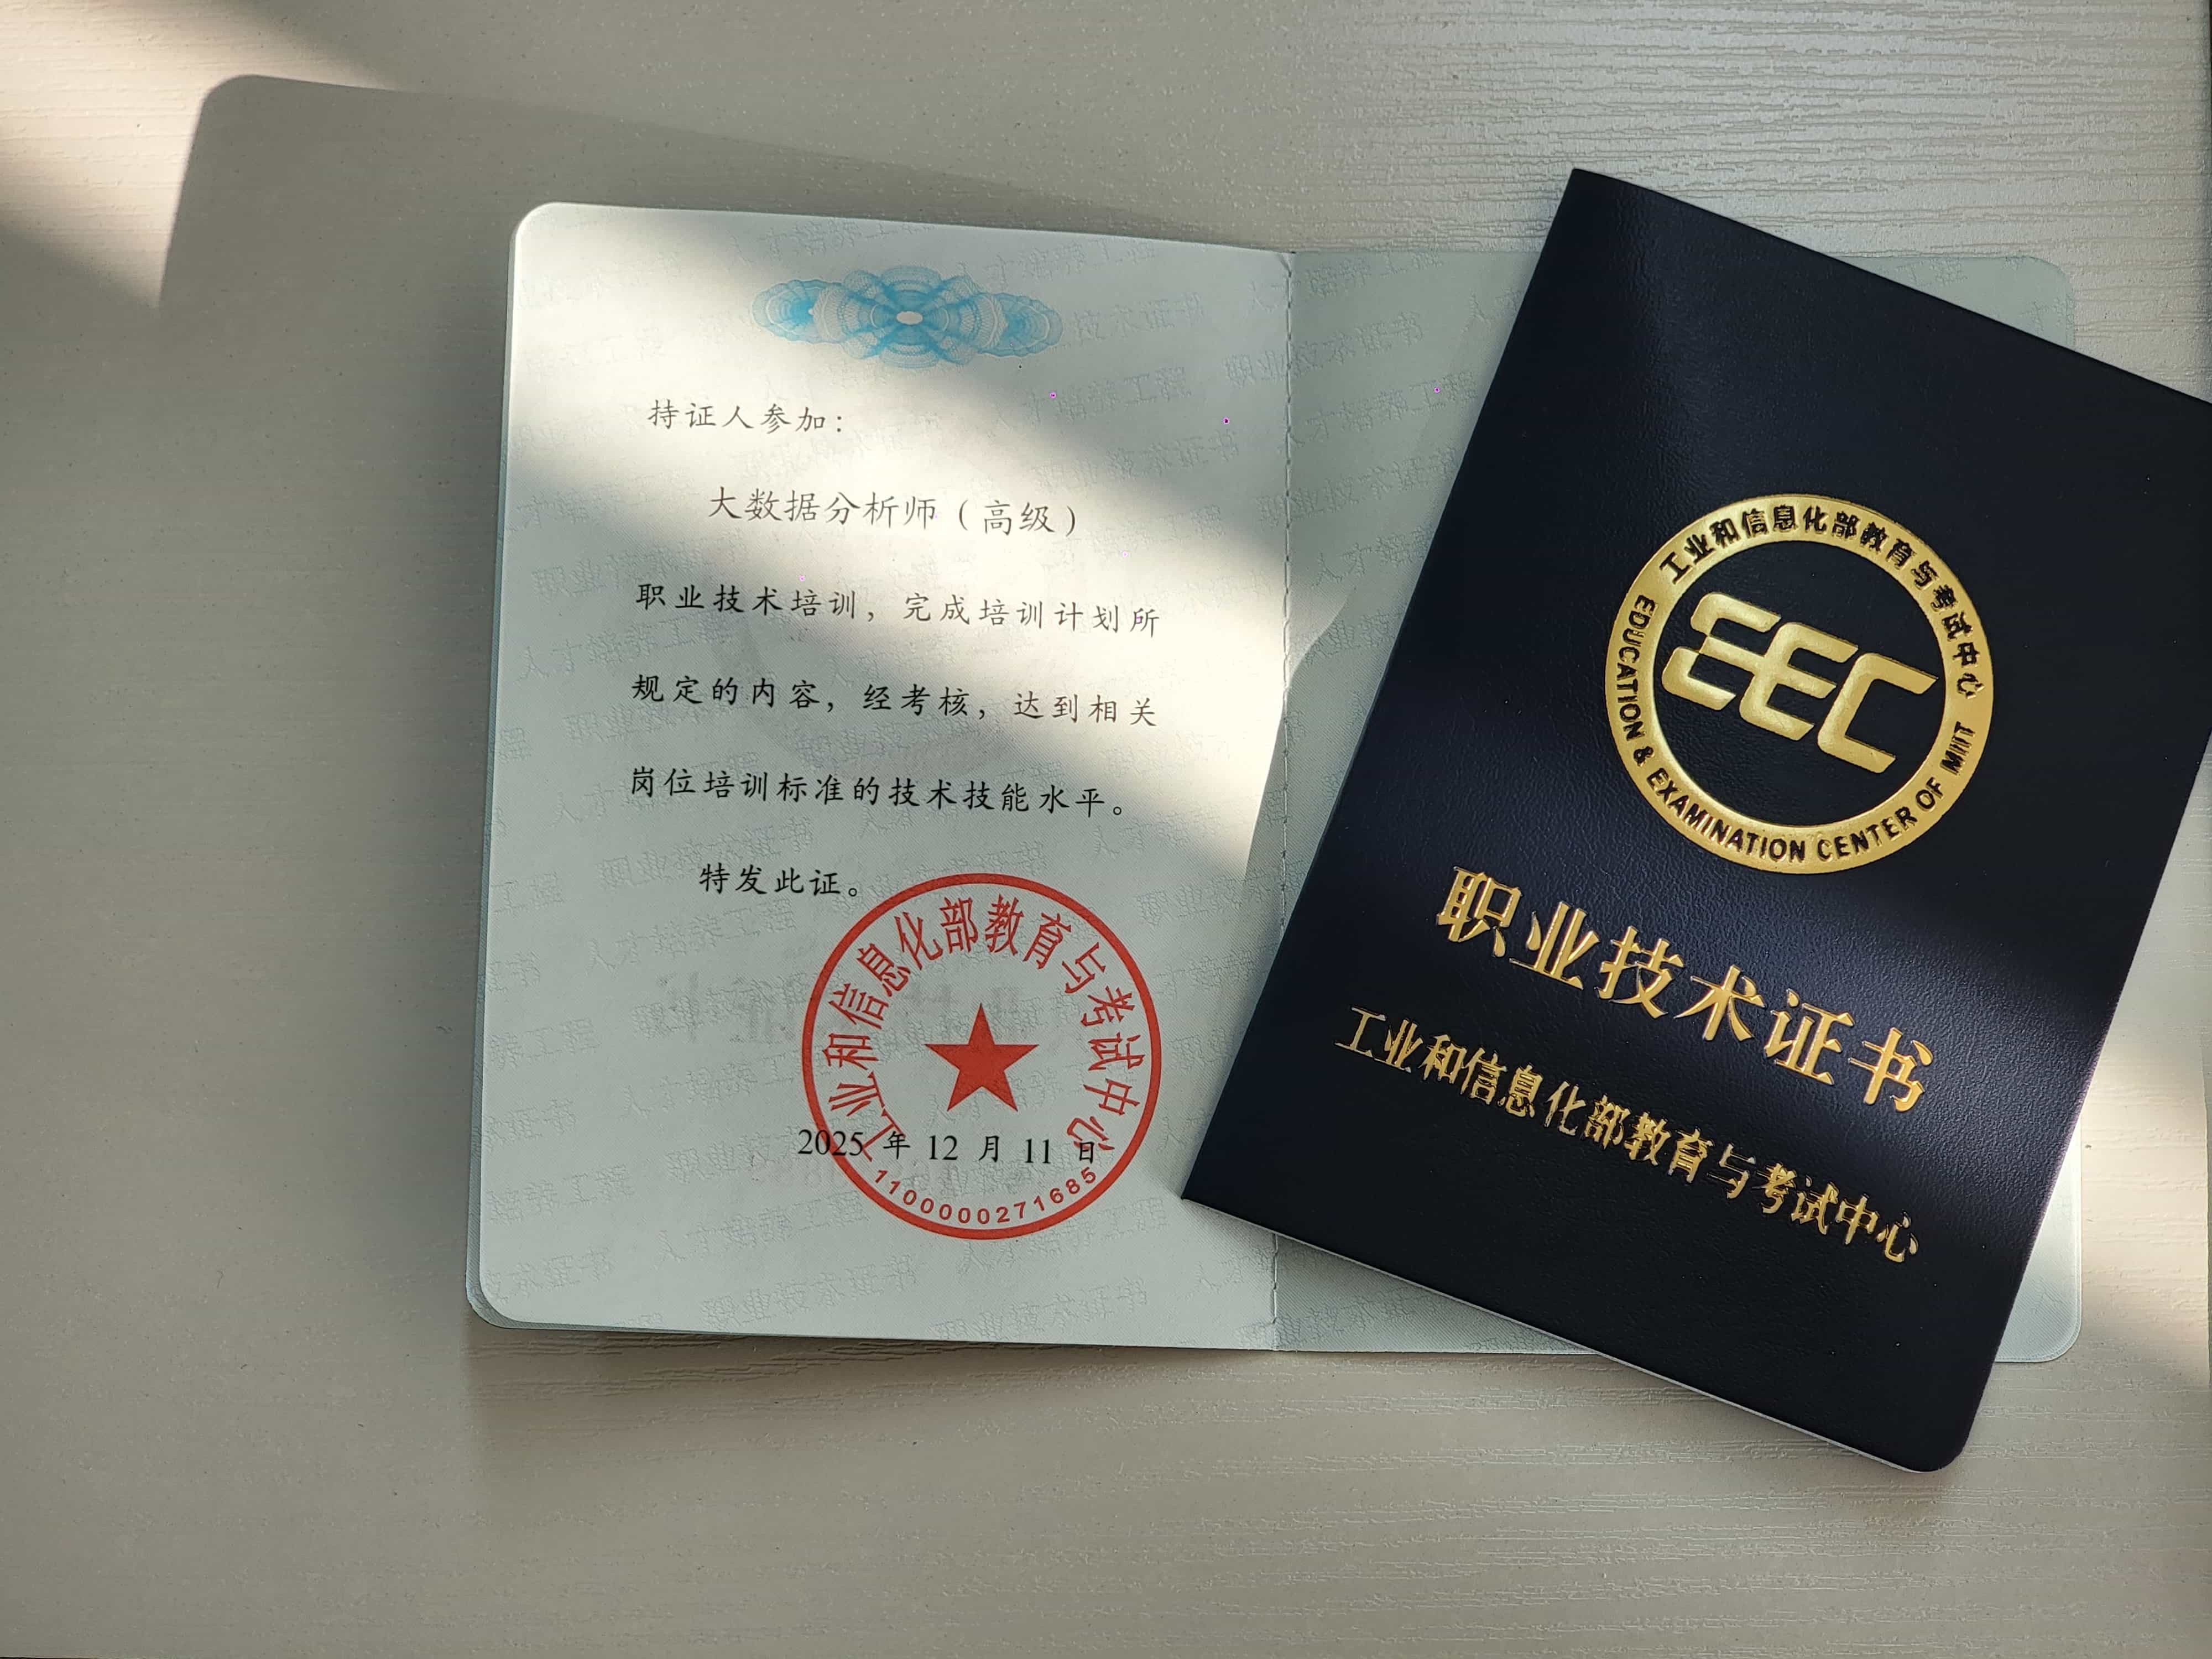 持证人参加：
大数据分析师（高级）
职业技术培训，完成培训计划所
规定的内容，经考核，达到相关
岗位培训标准的技术技能水平。
特发此证。
工业和信息化部教育与考试中心
2025 年 12 月 11 日
1100000271685
工业和信息化部教育与考试中心
EEC
EDUCATION & EXAMINATION CENTER OF MIIT
职业技术证书
工业和信息化部教育与考试中心